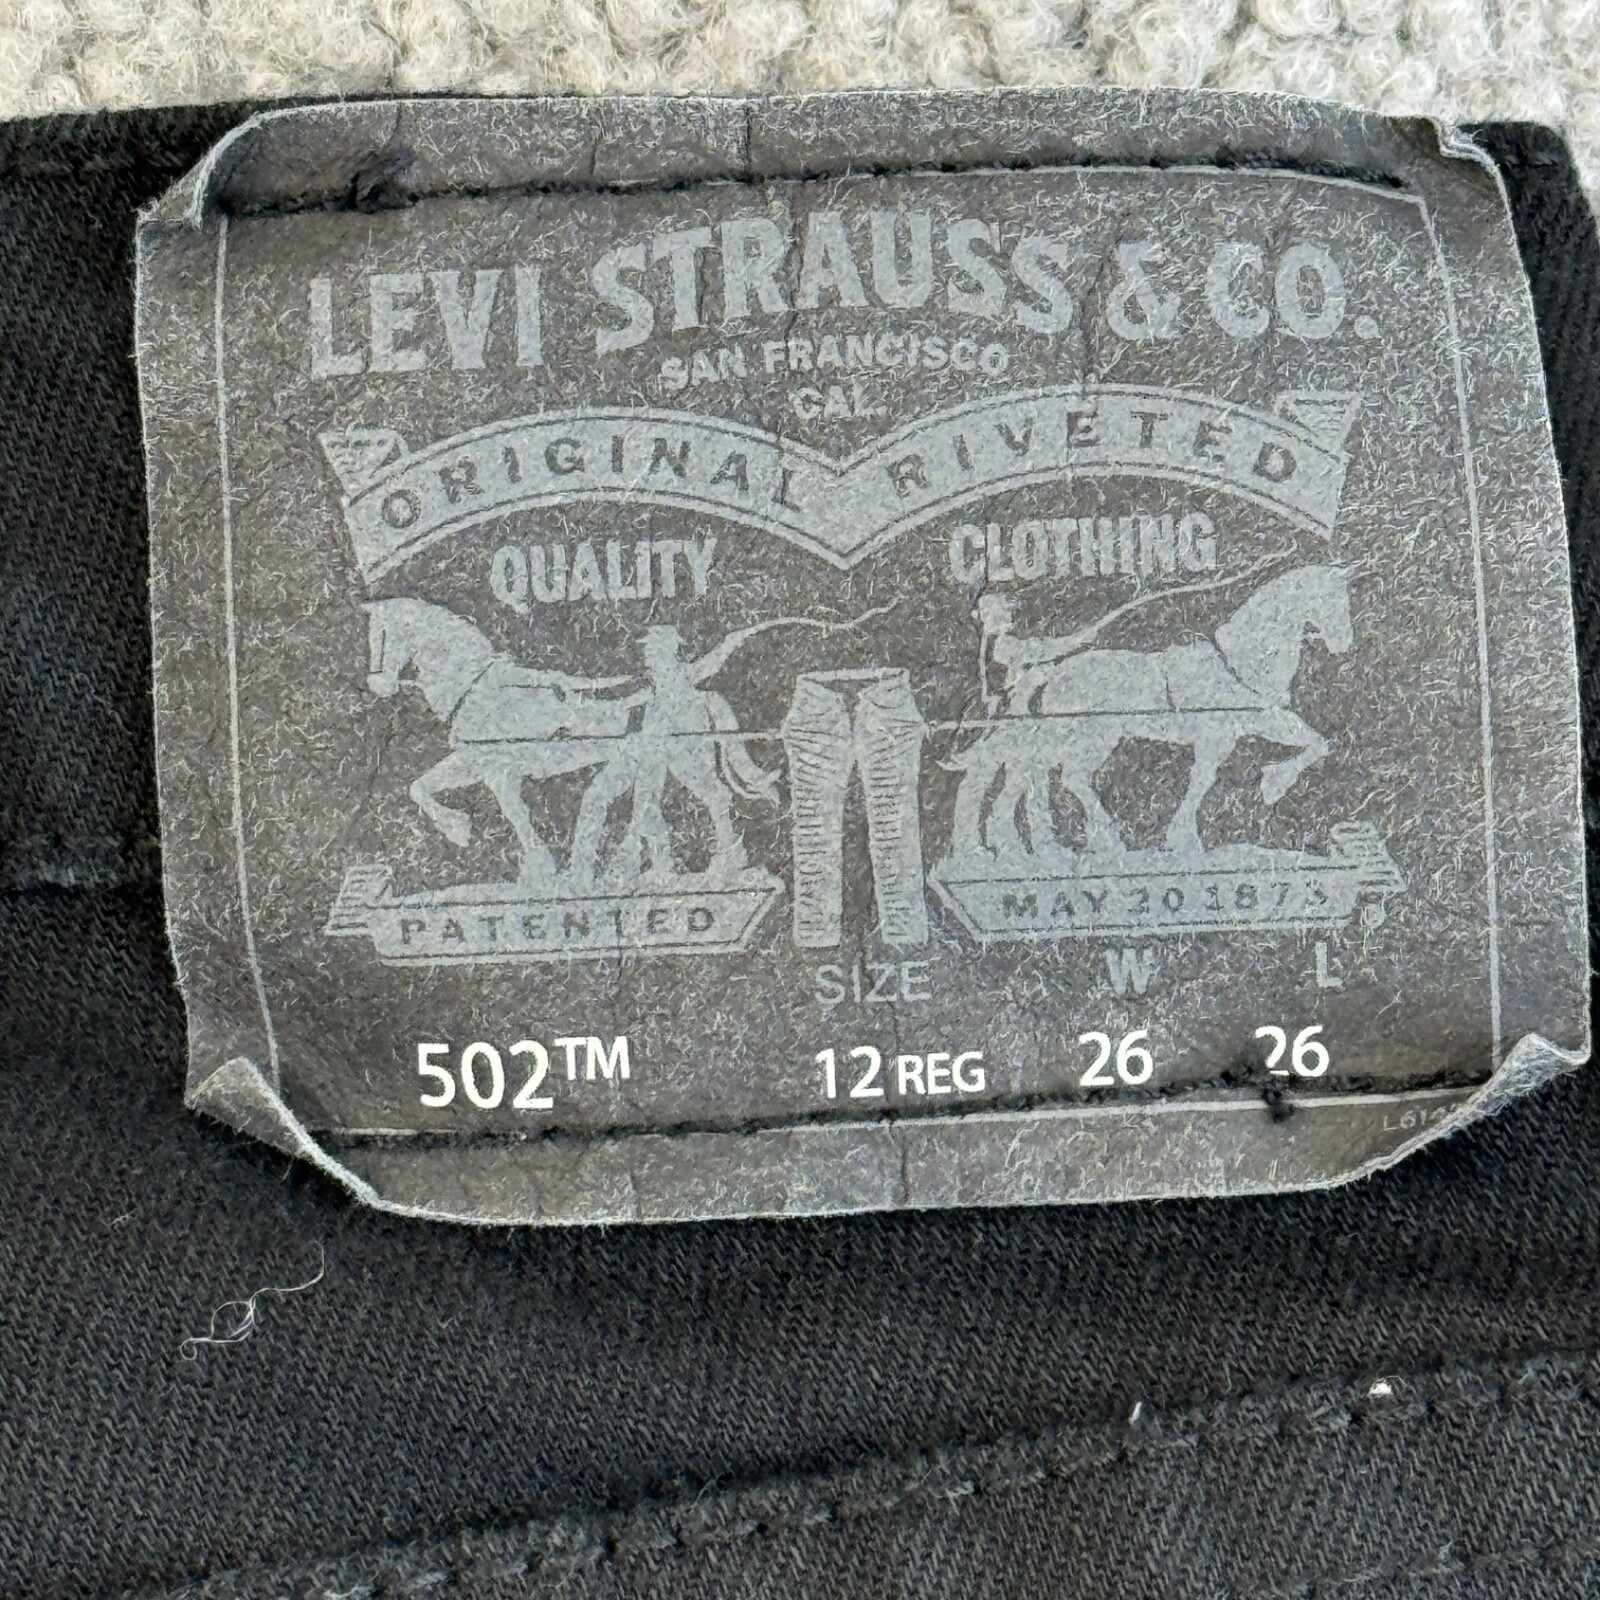 LEVI STRAUSS & CO.
SAN FRANCISCO
CAL.
ORIGINAL RIVETED
QUALITY CLOTHING
PATENTED MAY 20 1873
SIZE W L
502™ 12 REG 26 26